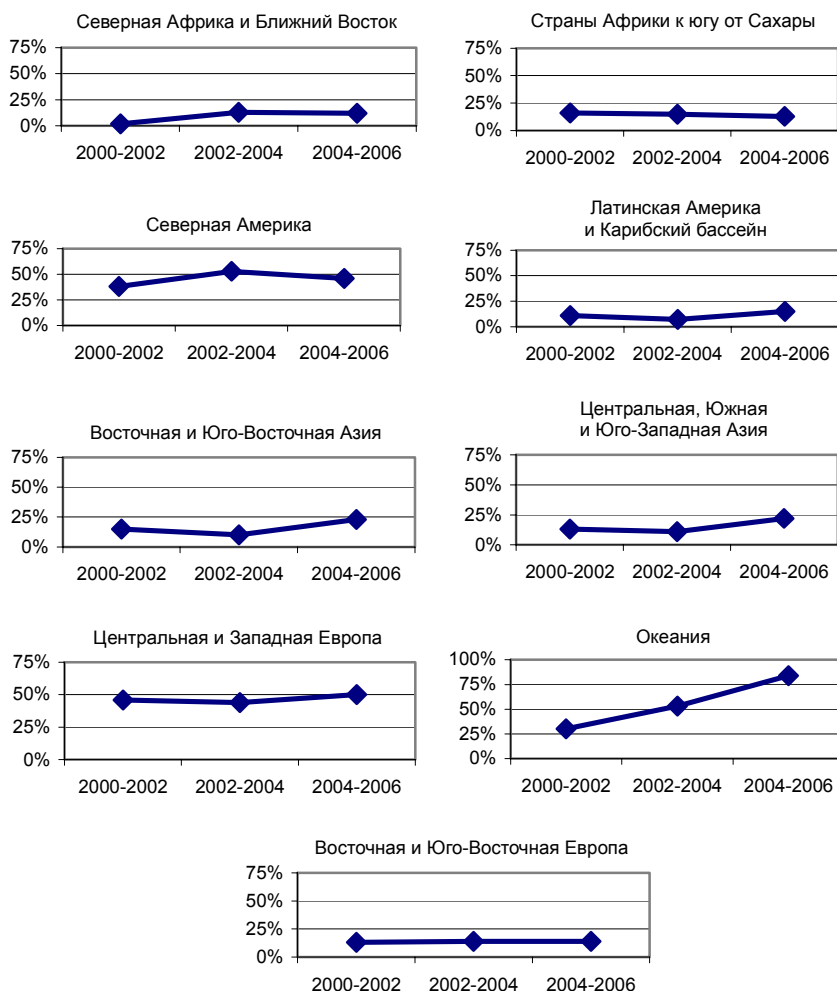 Северная Африка и Ближний Восток
75%
50%
25%
0%
2000-2002 2002-2004 2004-2006
Страны Африки к югу от Сахары
75%
50%
25%
0%
2000-2002 2002-2004 2004-2006
Северная Америка
75%
50%
25%
0%
2000-2002 2002-2004 2004-2006
Латинская Америка
и Карибский бассейн
75%
50%
25%
0%
2000-2002 2002-2004 2004-2006
Восточная и Юго-Восточная Азия
75%
50%
25%
0%
2000-2002 2002-2004 2004-2006
Центральная, Южная
и Юго-Западная Азия
75%
50%
25%
0%
2000-2002 2002-2004 2004-2006
Центральная и Западная Европа
75%
50%
25%
0%
2000-2002 2002-2004 2004-2006
Океания
100%
75%
50%
25%
0%
2000-2002 2002-2004 2004-2006
Восточная и Юго-Восточная Европа
75%
50%
25%
0%
2000-2002 2002-2004 2004-2006